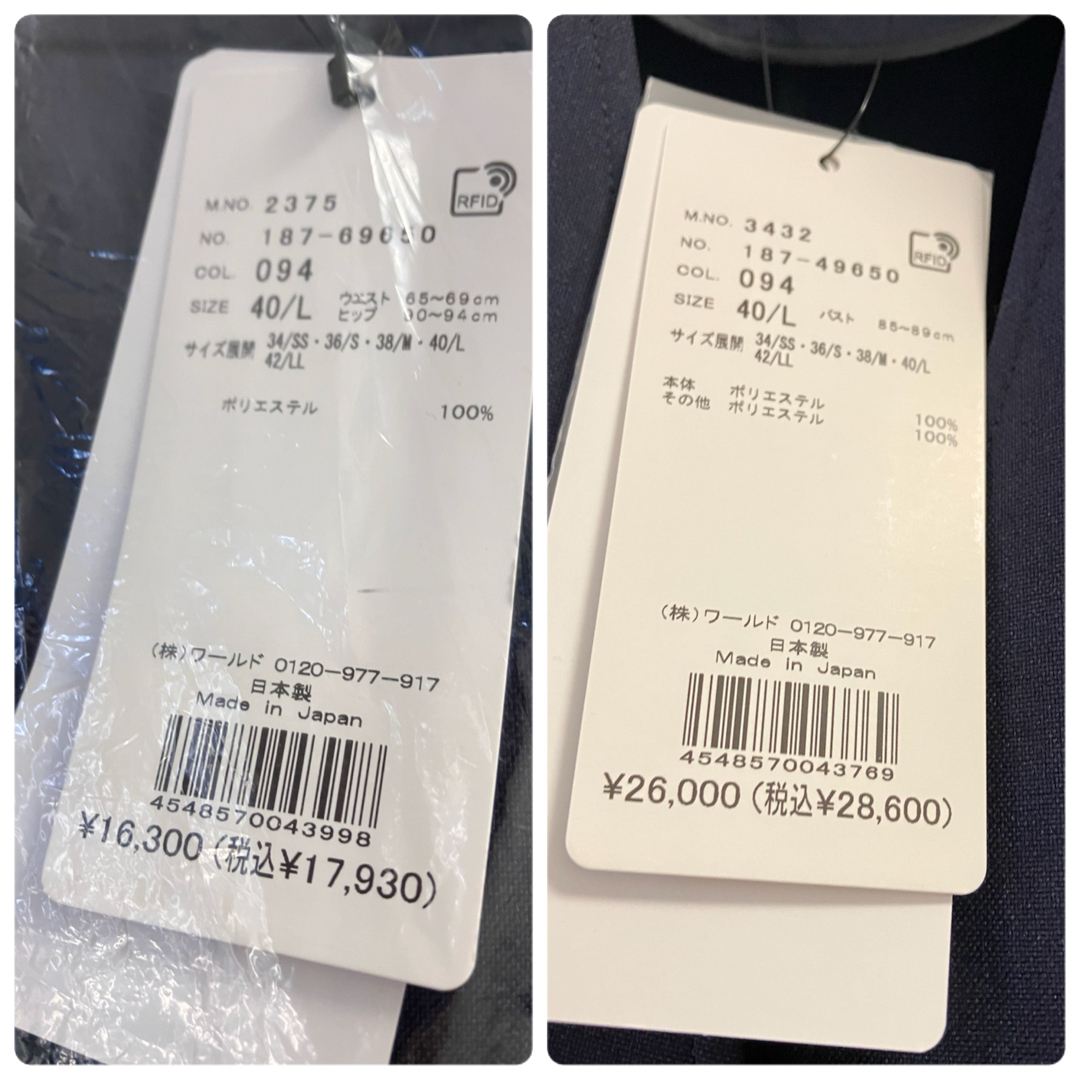 M.NO. 2375
RFID
NO. 187-69650
COL. 094
SIZE 40/L ウエスト 65~69cm
ヒップ 90~94cm
サイズ展開 34/SS・36/S・38/M・40/L
42/LL
ポリエステル 100%
(株)ワールド 0120-977-917
日本製
Made in Japan
4548570043998
¥16,300(税込¥17,930)
M.NO. 3432
RFID
NO. 187-49650
COL. 094
SIZE 40/L バスト 85~89cm
サイズ展開 34/SS・36/S・38/M・40/L
42/LL
本体 ポリエステル 100%
その他 ポリエステル 100%
(株)ワールド 0120-977-917
日本製
Made in Japan
4548570043769
¥26,000(税込¥28,600)